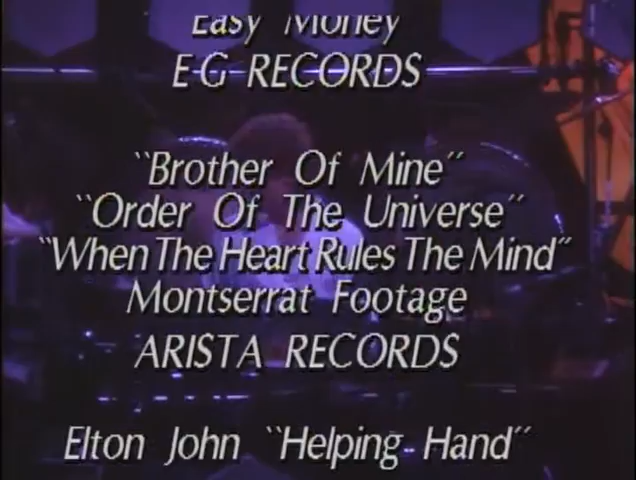 Easy Money
E-G RECORDS
"Brother Of Mine"
"Order Of The Universe"
"When The Heart Rules The Mind"
Montserrat Footage
ARISTA RECORDS
Elton John "Helping Hand"